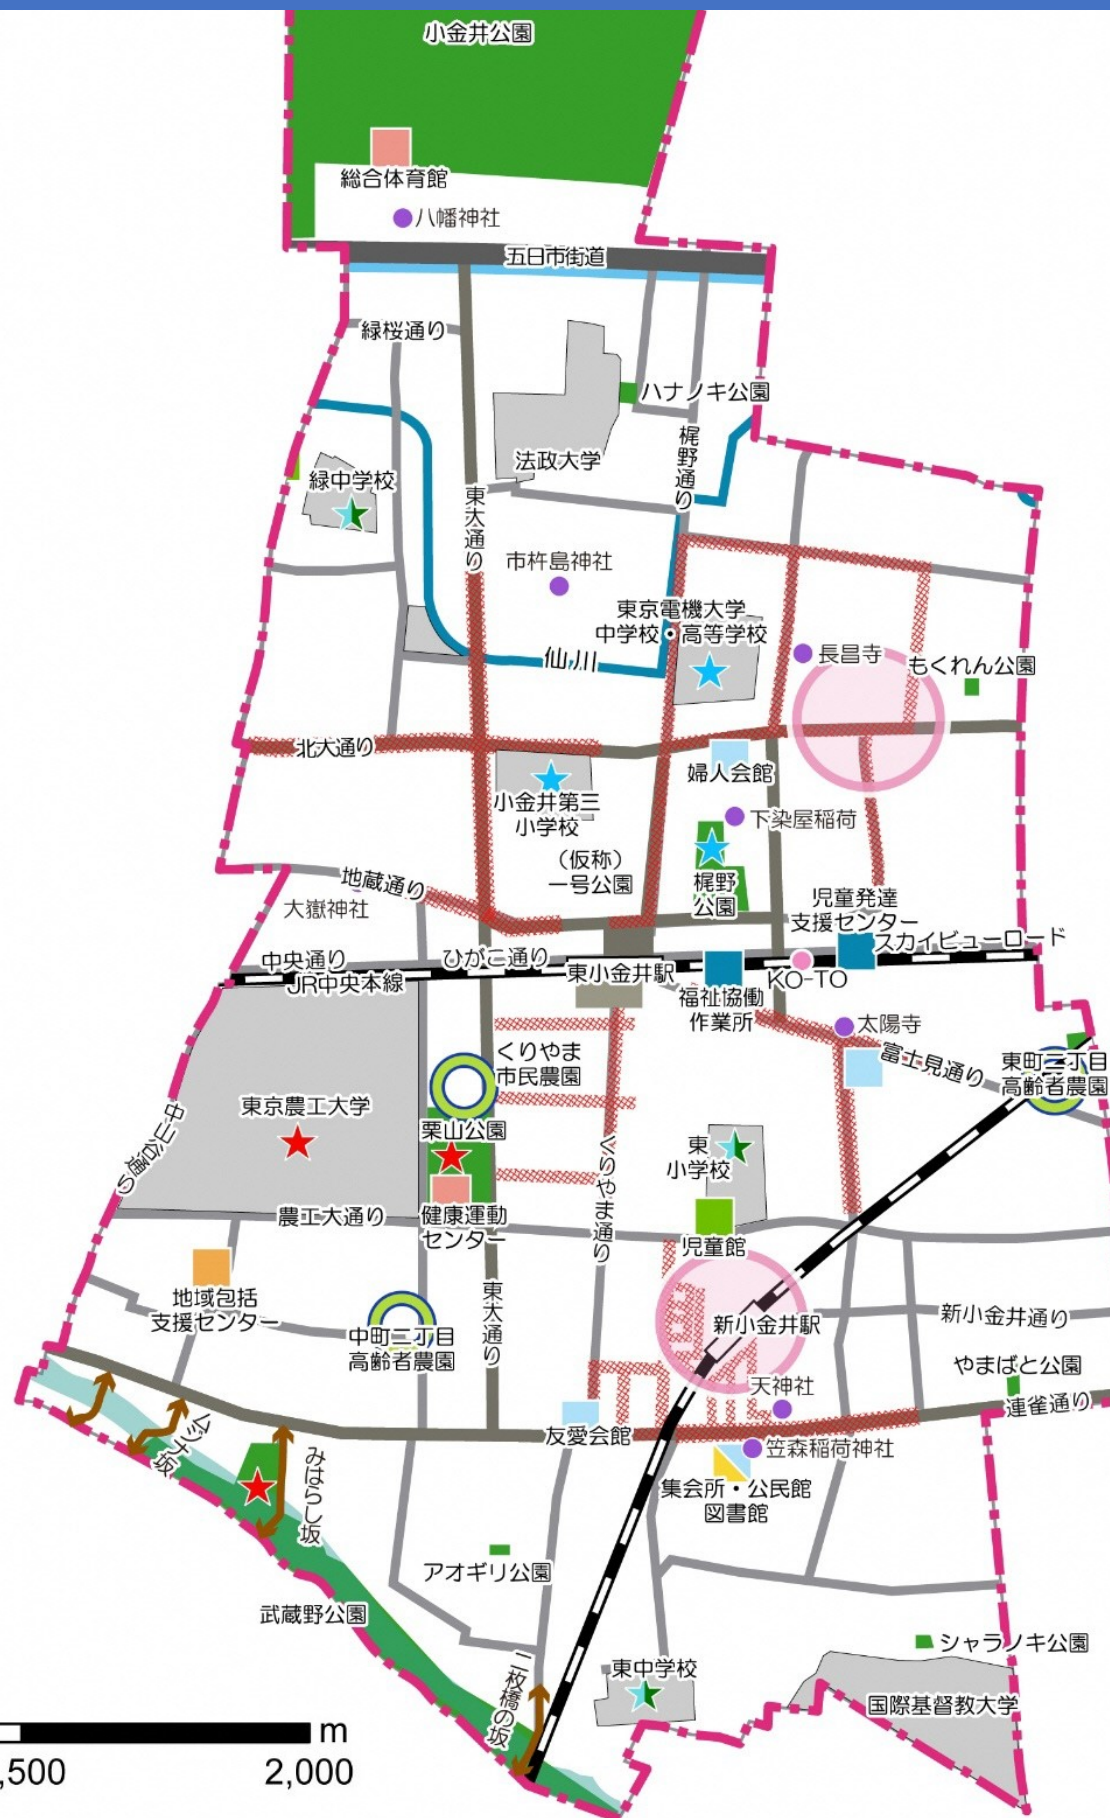 小金井公園
総合体育館
八幡神社
五日市街道
緑桜通り
ハナノキ公園
梶野通り
法政大学
緑中学校
東大通り
市杵島神社
東京電機大学
中学校・高等学校
長昌寺
仙川
もくれん公園
北大通り
婦人会館
小金井第三
小学校
下染屋稲荷
(仮称)
一号公園
地蔵通り
梶野
公園
大嶽神社
児童発達
支援センター
スカイビューロード
中央通り
ひがこ通り
JR中央本線
東小金井駅
KO-TO
福祉協働
作業所
太陽寺
くりやま
市民農園
富士見通り
東町二丁目
高齢者農園
東京農工大学
栗山公園
中山谷通り
東
小学校
くりやま通り
農工大通り
健康運動
センター
児童館
地域包括
支援センター
東大通り
新小金井通り
新小金井駅
中町二丁目
高齢者農園
やまばと公園
天神社
連雀通り
ムジナ坂
友愛会館
笠森稲荷神社
みはらし坂
集会所・公民館
図書館
アオギリ公園
武蔵野公園
シャラノキ公園
東中学校
二枚橋の坂
国際基督教大学
m
,500
2,000